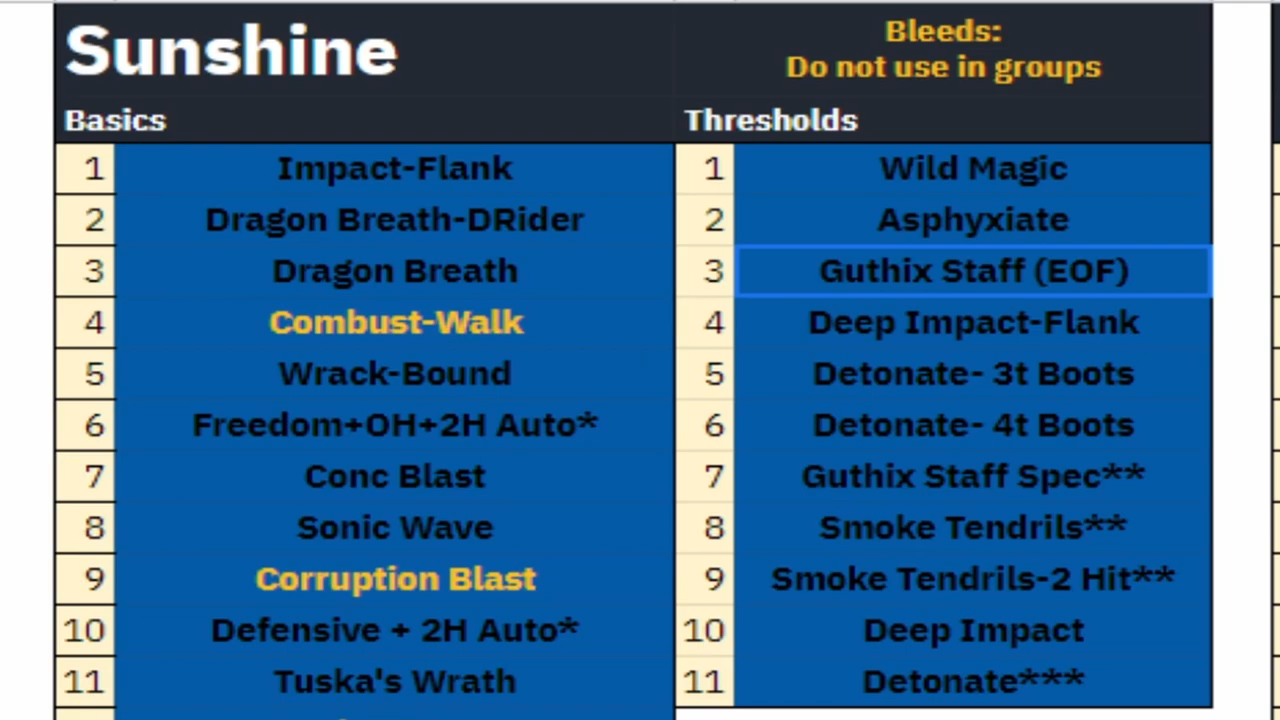 Sunshine
Bleeds:
Do not use in groups
Basics
Thresholds
1 Impact-Flank 1 Wild Magic
2 Dragon Breath-DRider 2 Asphyxiate
3 Dragon Breath 3 Guthix Staff (EOF)
4 Combust-Walk 4 Deep Impact-Flank
5 Wrack-Bound 5 Detonate- 3t Boots
6 Freedom+OH+2H Auto* 6 Detonate- 4t Boots
7 Conc Blast 7 Guthix Staff Spec**
8 Sonic Wave 8 Smoke Tendrils**
9 Corruption Blast 9 Smoke Tendrils-2 Hit**
10 Defensive + 2H Auto* 10 Deep Impact
11 Tuska's Wrath 11 Detonate***